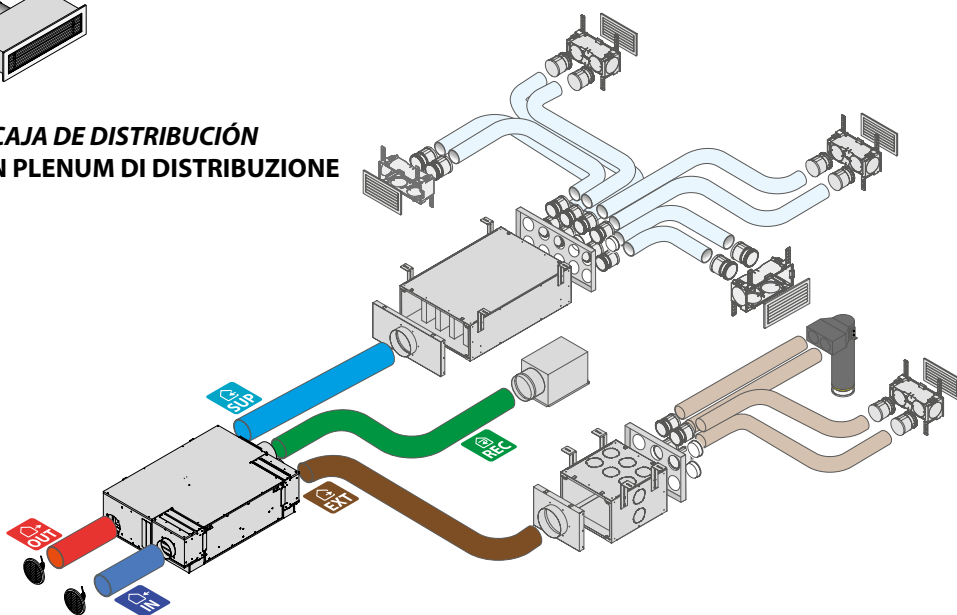 CAJA DE DISTRIBUCIÓN
N PLENUM DI DISTRIBUZIONE
SUP
REC
EXT
OUT
IN